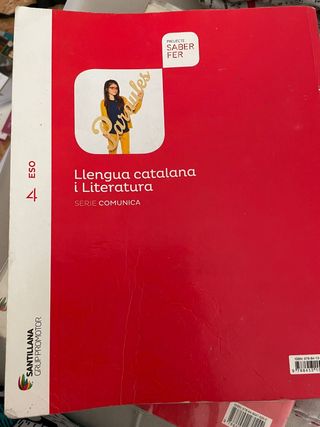 PROJECTE
SABER
FER
Paraules
Llengua catalana
i Literatura
SÈRIE COMUNICA
4 ESO
SANTILLANA
GRUP PROMOTOR